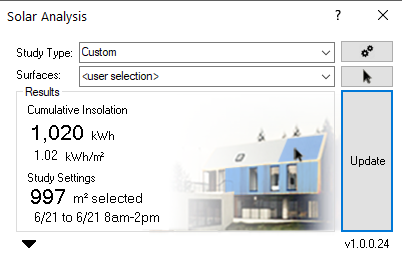 Solar Analysis ? ✕
Study Type: Custom
Surfaces: <user selection>
Results
Cumulative Insolation
1,020 kWh
1.02 kWh/m²
Study Settings
997 m² selected
6/21 to 6/21 8am-2pm
Update
v1.0.0.24